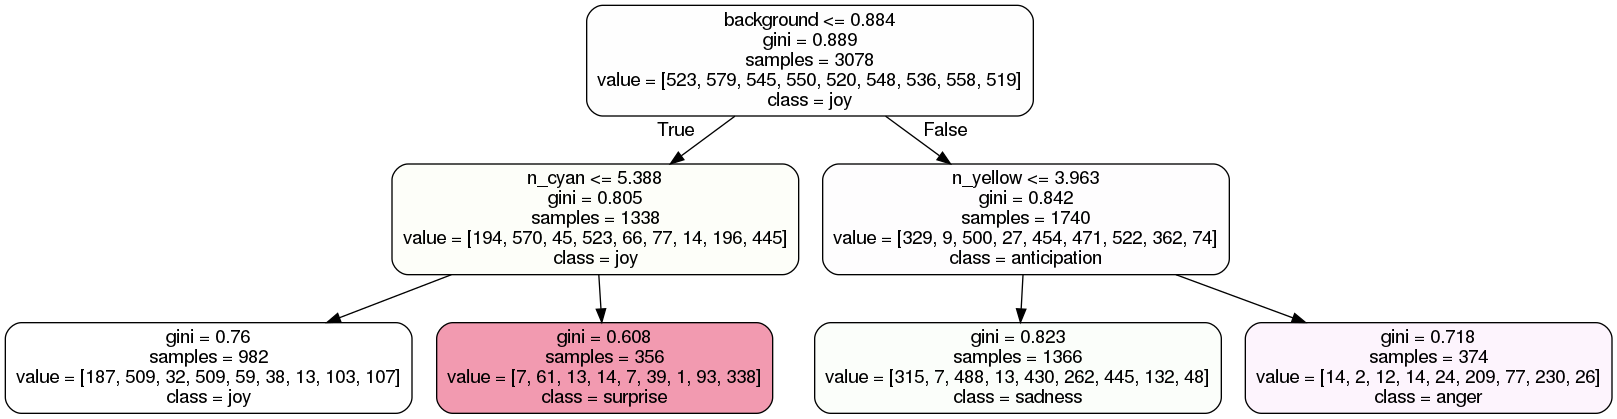 background <= 0.884
gini = 0.889
samples = 3078
value = [523, 579, 545, 550, 520, 548, 536, 558, 519]
class = joy
True
False
n_cyan <= 5.388
gini = 0.805
samples = 1338
value = [194, 570, 45, 523, 66, 77, 14, 196, 445]
class = joy
n_yellow <= 3.963
gini = 0.842
samples = 1740
value = [329, 9, 500, 27, 454, 471, 522, 362, 74]
class = anticipation
gini = 0.76
samples = 982
value = [187, 509, 32, 509, 59, 38, 13, 103, 107]
class = joy
gini = 0.608
samples = 356
value = [7, 61, 13, 14, 7, 39, 1, 93, 338]
class = surprise
gini = 0.823
samples = 1366
value = [315, 7, 488, 13, 430, 262, 445, 132, 48]
class = sadness
gini = 0.718
samples = 374
value = [14, 2, 12, 14, 24, 209, 77, 230, 26]
class = anger